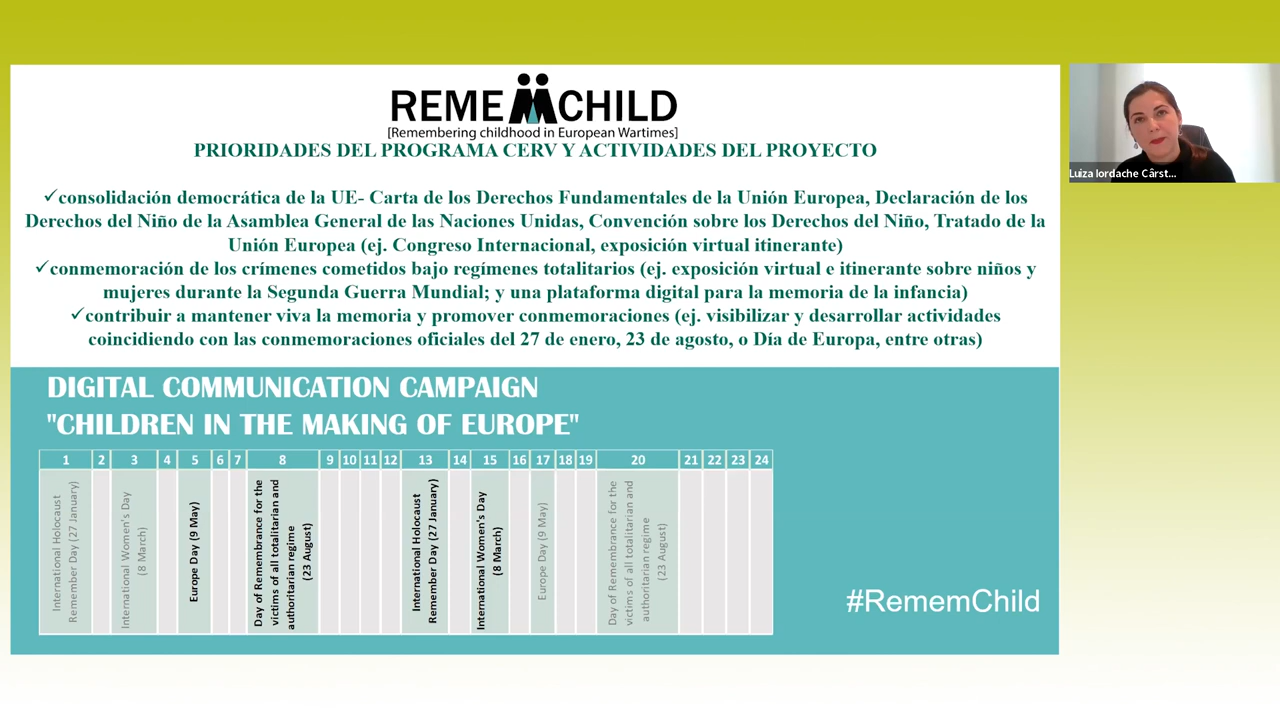 REMEMCHILD
[Remembering childhood in European Wartimes]
PRIORIDADES DEL PROGRAMA CERV Y ACTIVIDADES DEL PROYECTO
✓consolidación democrática de la UE- Carta de los Derechos Fundamentales de la Unión Europea, Declaración de los
Derechos del Niño de la Asamblea General de las Naciones Unidas, Convención sobre los Derechos del Niño, Tratado de la
Unión Europea (ej. Congreso Internacional, exposición virtual itinerante)
✓conmemoración de los crímenes cometidos bajo regímenes totalitarios (ej. exposición virtual e itinerante sobre niños y
mujeres durante la Segunda Guerra Mundial; y una plataforma digital para la memoria de la infancia)
✓contribuir a mantener viva la memoria y promover conmemoraciones (ej. visibilizar y desarrollar actividades
coincidiendo con las conmemoraciones oficiales del 27 de enero, 23 de agosto, o Día de Europa, entre otras)
Luiza Iordache Cârst...
DIGITAL COMMUNICATION CAMPAIGN
"CHILDREN IN THE MAKING OF EUROPE"
1 2 3 4 5 6 7 8 9 10 11 12 13 14 15 16 17 18 19 20 21 22 23 24
International Holocaust
Remember Day (27 January)
International Women's Day
(8 March)
Europe Day (9 May)
Day of Remembrance for the
victims of all totalitarian and
authoritarian regime
(23 August)
International Holocaust
Remember Day (27 January)
International Women's Day
(8 March)
Europe Day (9 May)
Day of Remembrance for the
victims of all totalitarian and
authoritarian regime
(23 August)
#RememChild